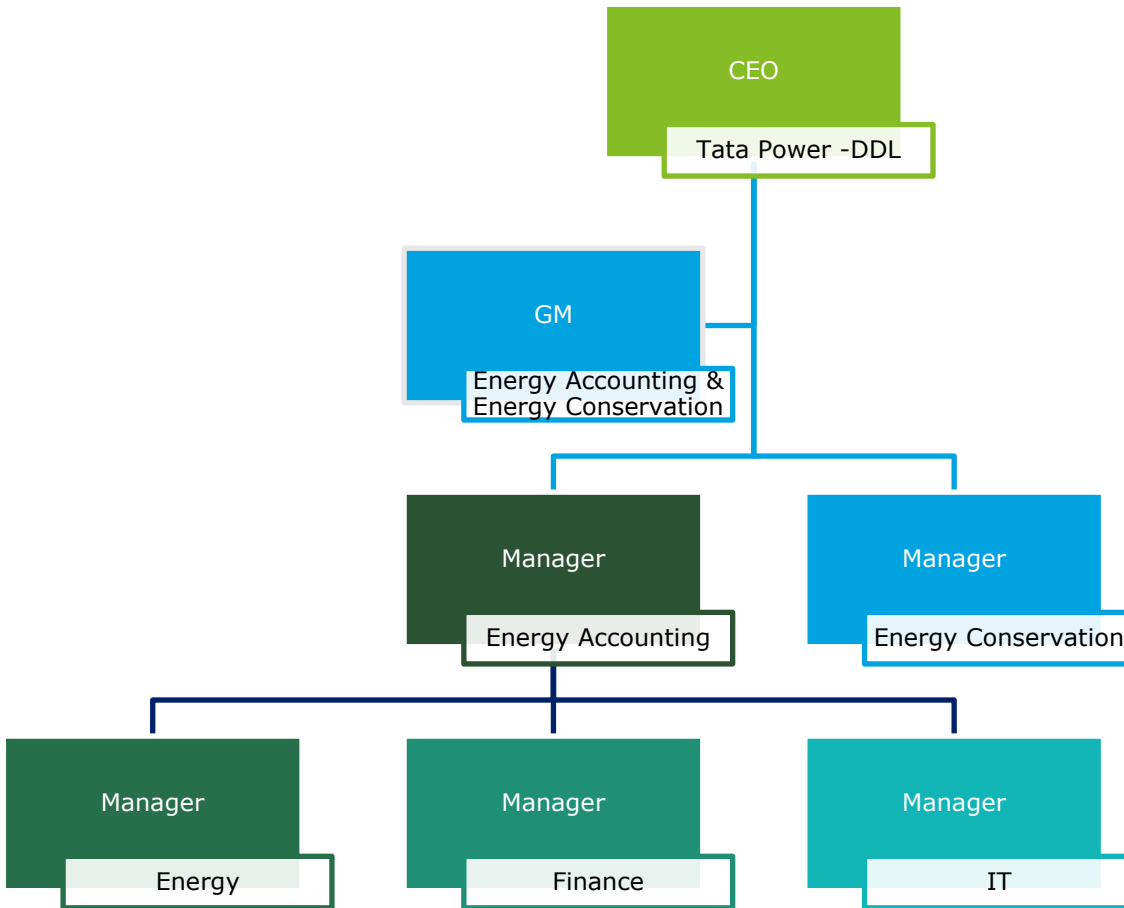 CEO
Tata Power -DDL
GM
Energy Accounting &
Energy Conservation
Manager
Energy Accounting
Manager
Energy Conservation
Manager
Energy
Manager
Finance
Manager
IT